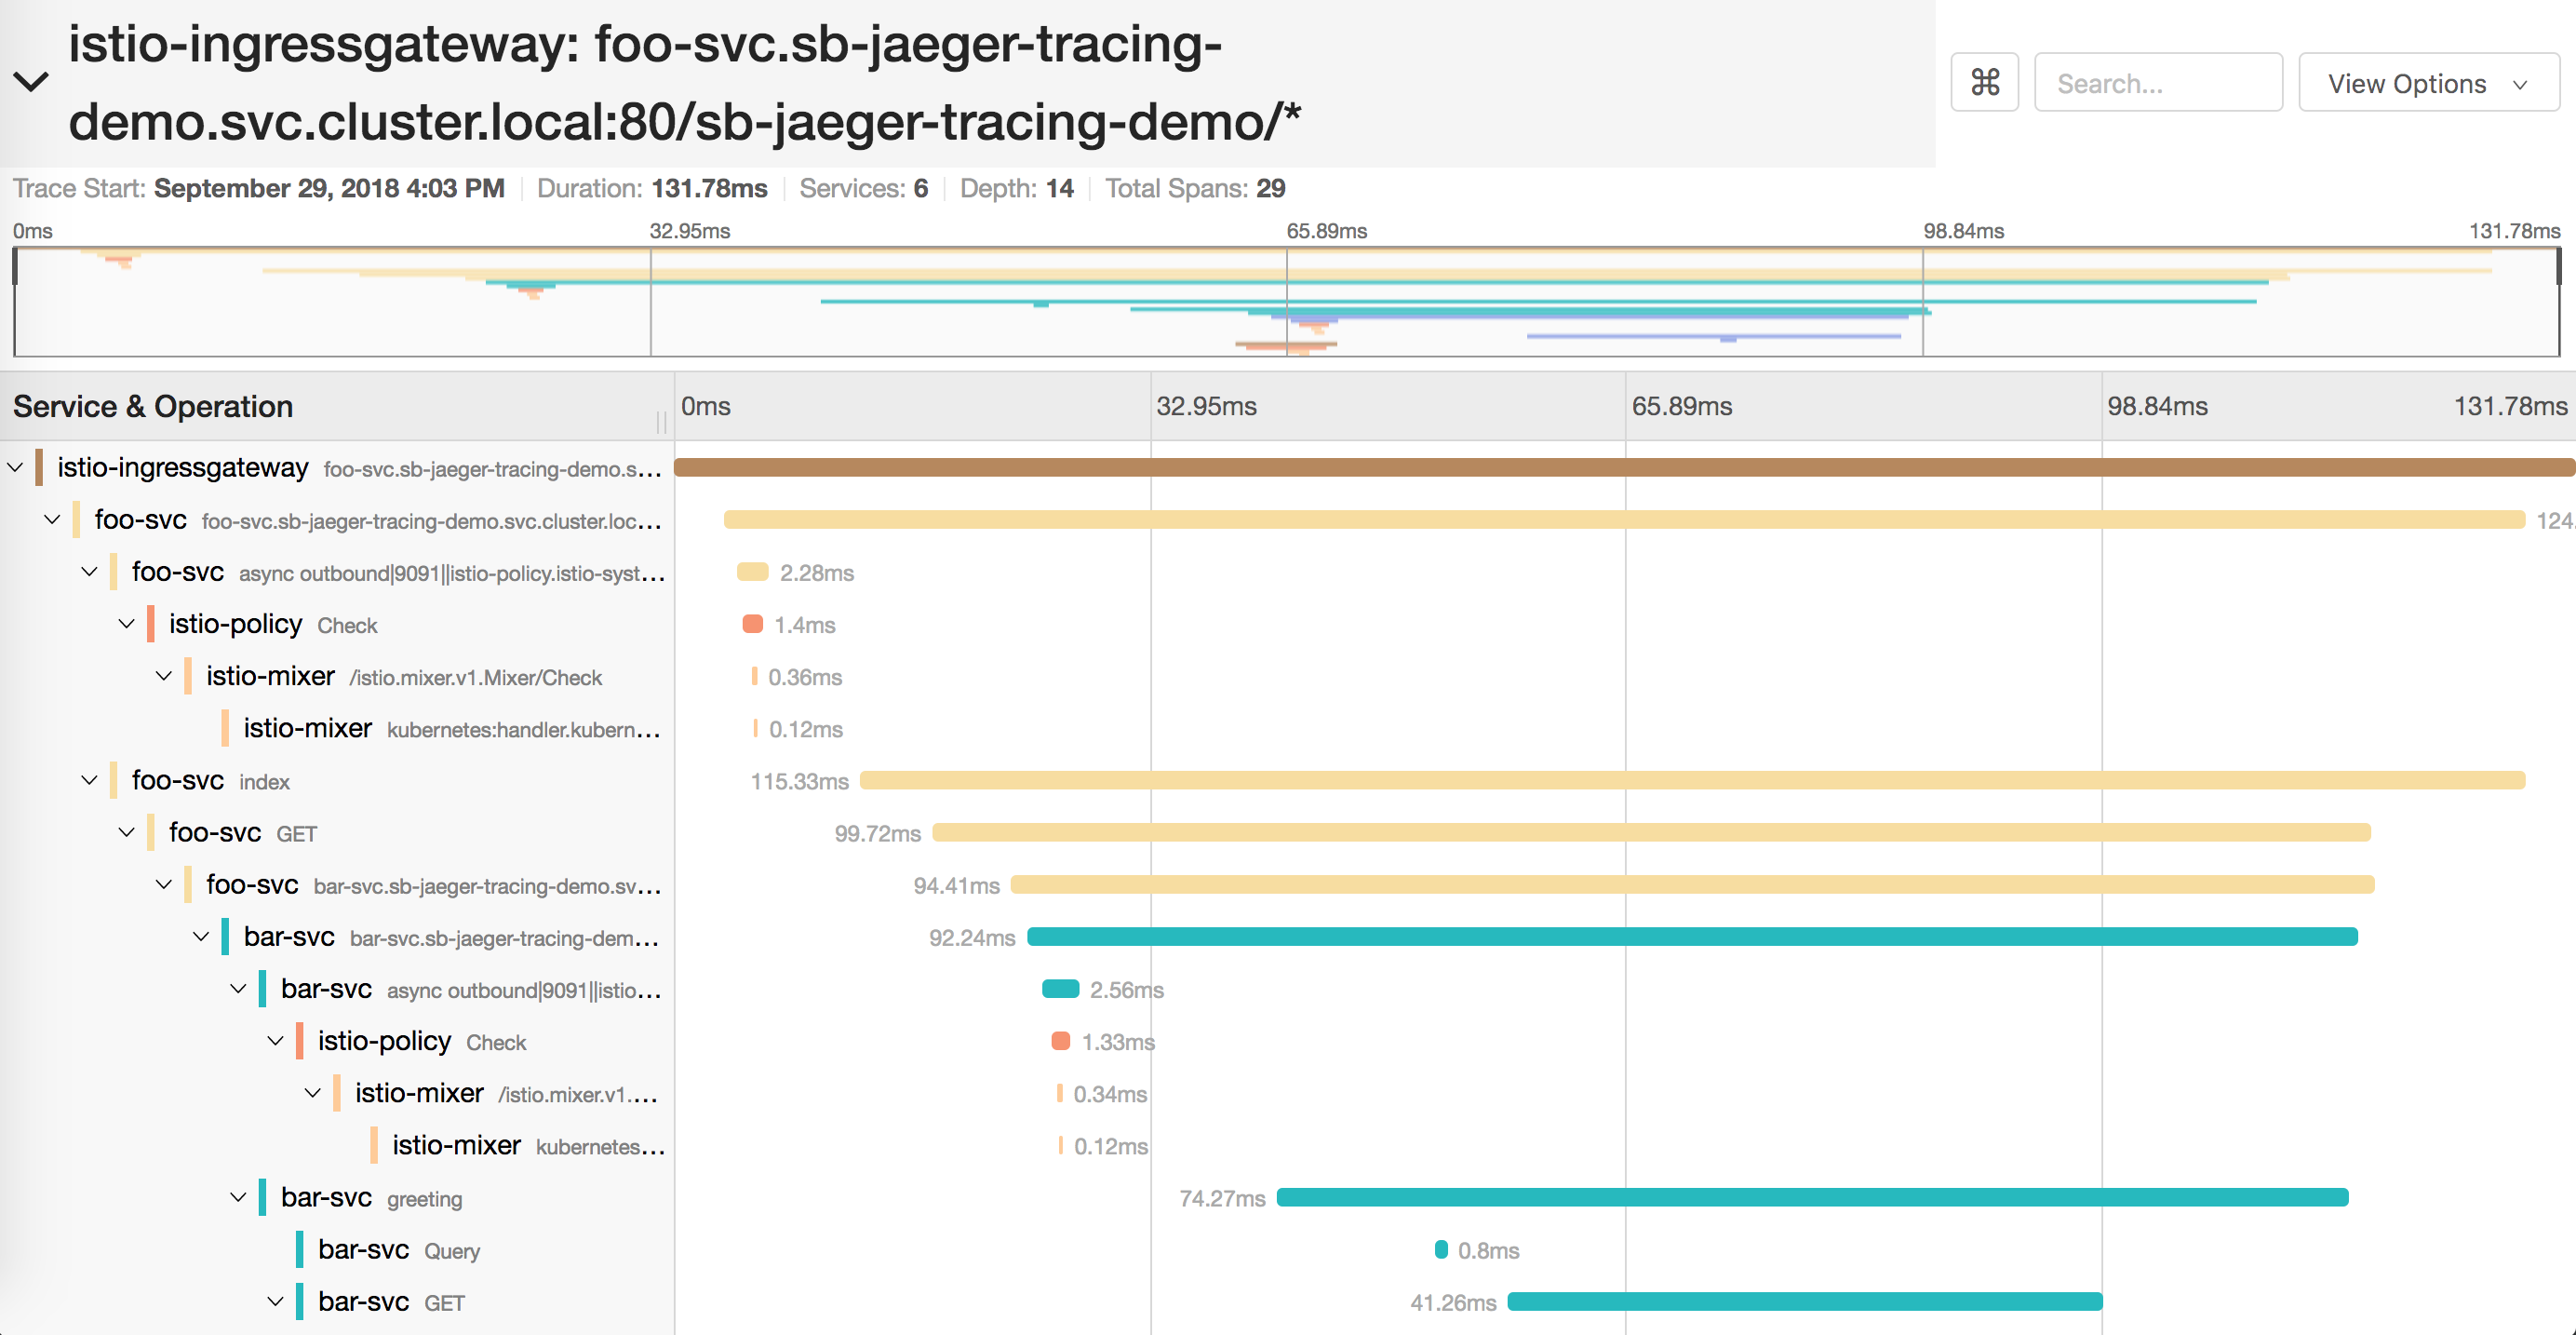 istio-ingressgateway: foo-svc.sb-jaeger-tracing-
demo.svc.cluster.local:80/sb-jaeger-tracing-demo/*
⌘ Search... View Options
Trace Start: September 29, 2018 4:03 PM Duration: 131.78ms Services: 6 Depth: 14 Total Spans: 29
0ms 32.95ms 65.89ms 98.84ms 131.78ms
Service & Operation 0ms 32.95ms 65.89ms 98.84ms 131.78ms
istio-ingressgateway foo-svc.sb-jaeger-tracing-demo.s...
foo-svc foo-svc.sb-jaeger-tracing-demo.svc.cluster.loc... 124.
foo-svc async outbound|9091||istio-policy.istio-syst... 2.28ms
istio-policy Check 1.4ms
istio-mixer /istio.mixer.v1.Mixer/Check 0.36ms
istio-mixer kubernetes:handler.kubern... 0.12ms
foo-svc index 115.33ms
foo-svc GET 99.72ms
foo-svc bar-svc.sb-jaeger-tracing-demo.sv... 94.41ms
bar-svc bar-svc.sb-jaeger-tracing-dem... 92.24ms
bar-svc async outbound|9091||istio... 2.56ms
istio-policy Check 1.33ms
istio-mixer /istio.mixer.v1.... 0.34ms
istio-mixer kubernetes... 0.12ms
bar-svc greeting 74.27ms
bar-svc Query 0.8ms
bar-svc GET 41.26ms